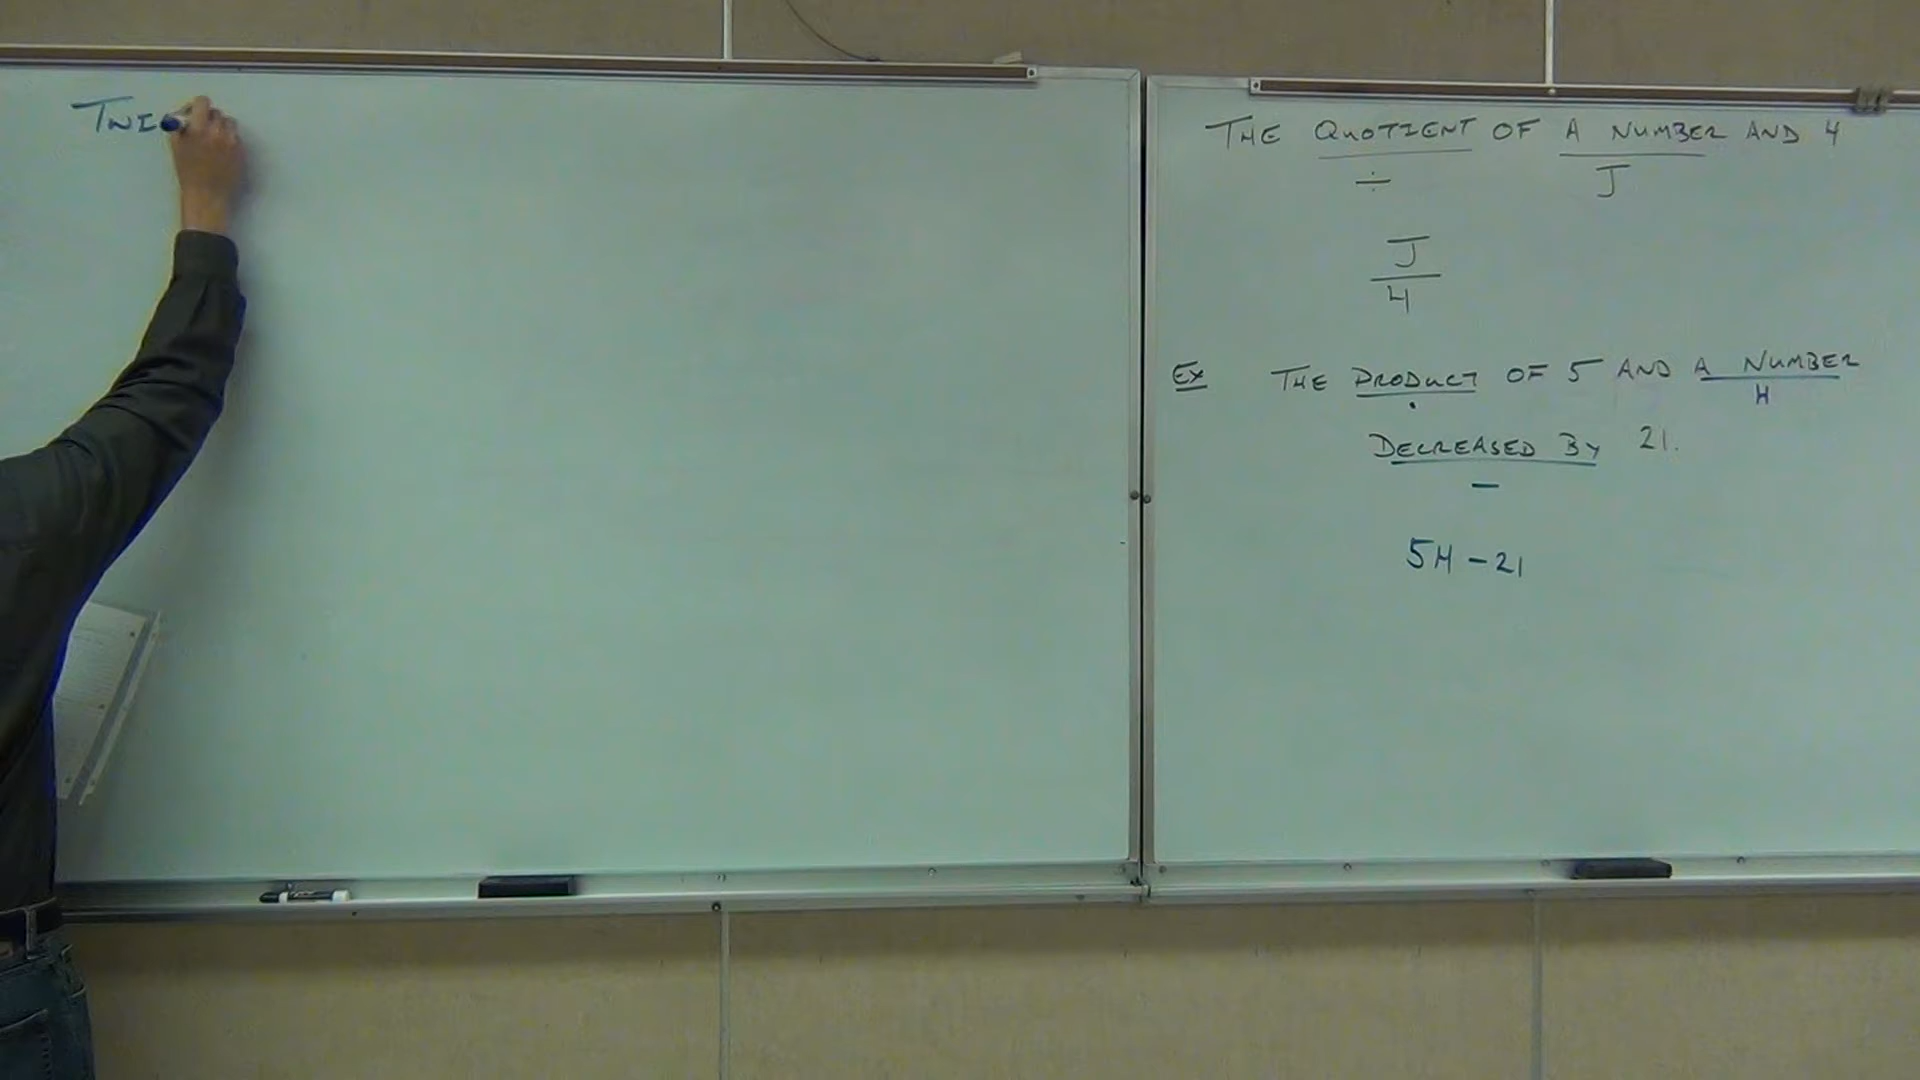 TWIC
THE QUOTIENT OF A NUMBER AND 4
÷ J
J
4
Ex THE PRODUCT OF 5 AND A NUMBER
· H
DECREASED BY 21.
–
5H – 21